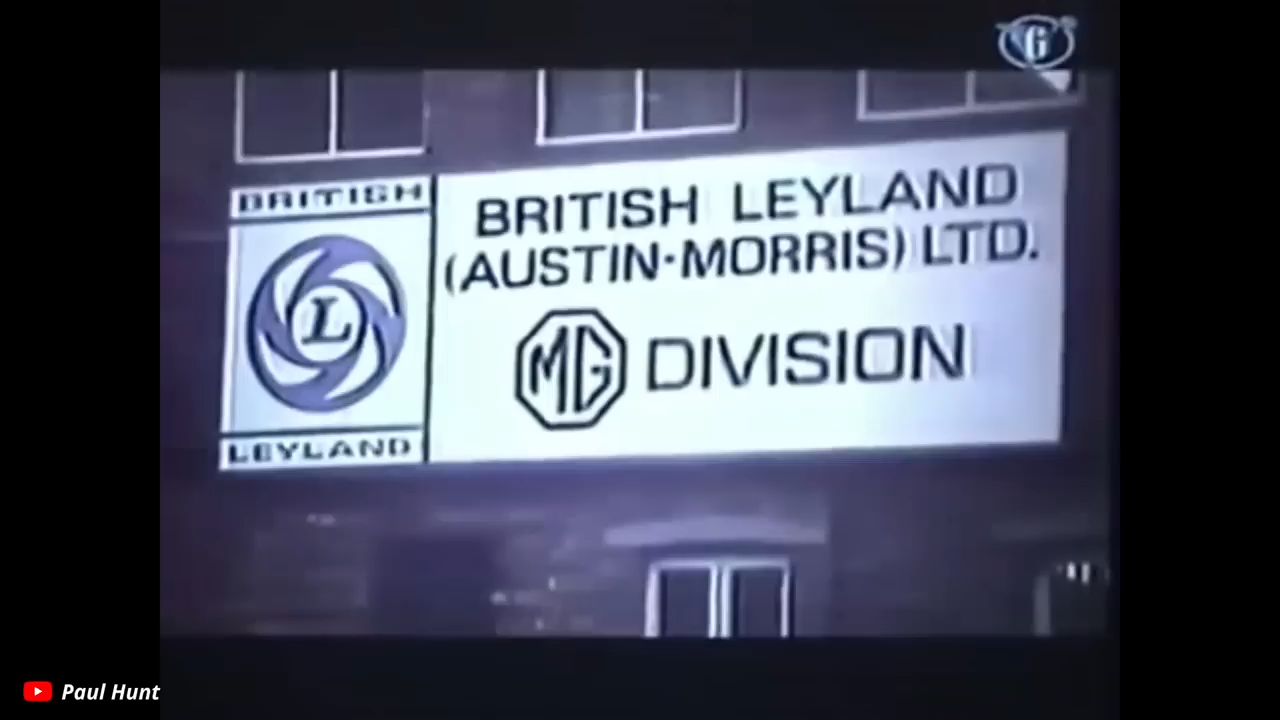 G
BRITISH
L
LEYLAND
BRITISH LEYLAND
(AUSTIN-MORRIS) LTD.
MG DIVISION
Paul Hunt